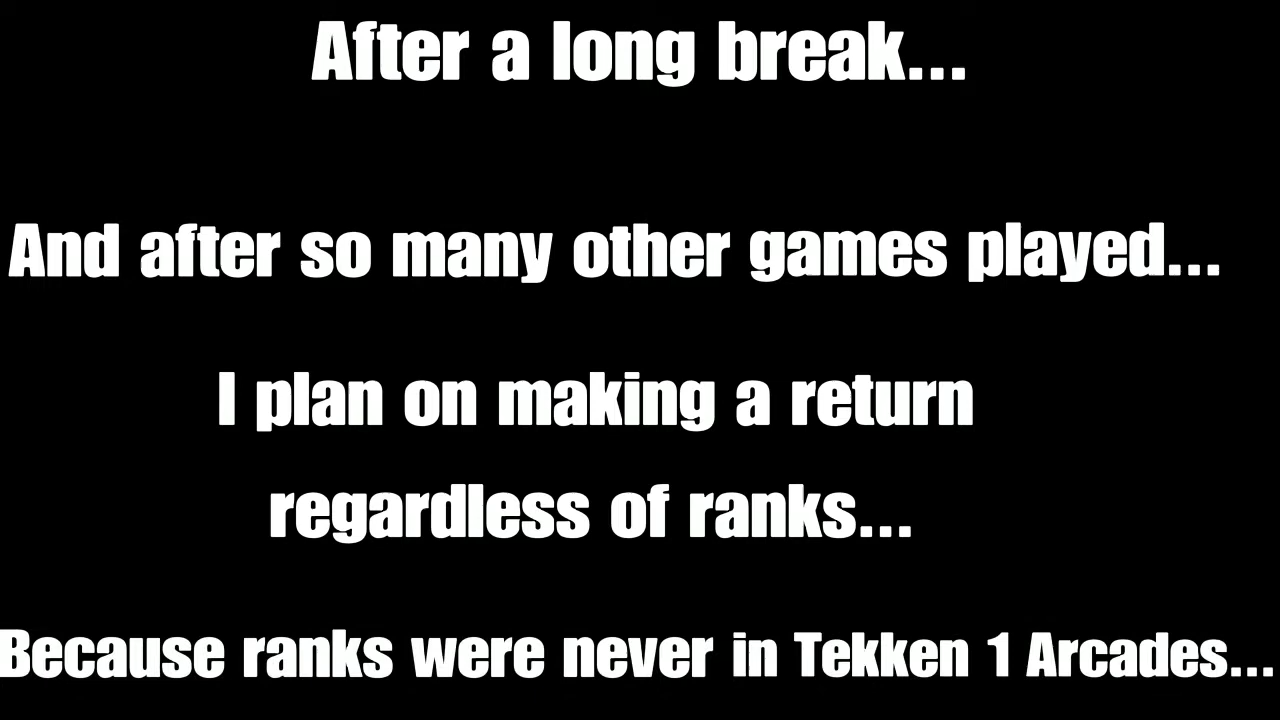 After a long break...
And after so many other games played...
I plan on making a return
regardless of ranks...
Because ranks were never in Tekken 1 Arcades...